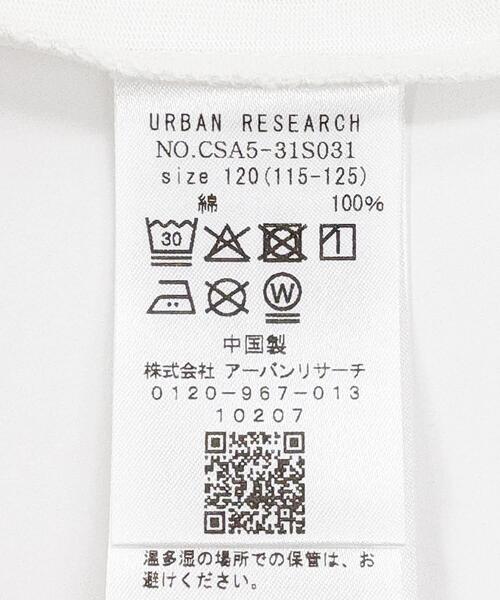 URBAN RESEARCH
NO.CSA5-31S031
size 120(115-125)
綿 100%
30
W
中国製
株式会社 アーバンリサーチ
0120-967-013
10207
温多湿の場所での保管は、お
避けください。